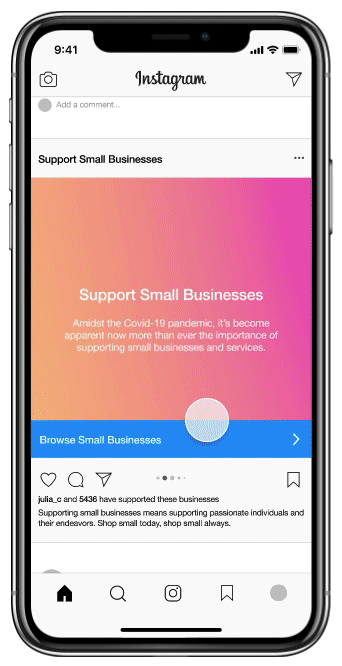 9:41
Instagram
Add a comment...
Support Small Businesses
Support Small Businesses
Amidst the Covid-19 pandemic, it's become
apparent now more than ever the importance of
supporting small businesses and services.
Browse Small Businesses
julia_c and 5436 have supported these businesses
Supporting small businesses means supporting passionate individuals and
their endeavors. Shop small today, shop small always.